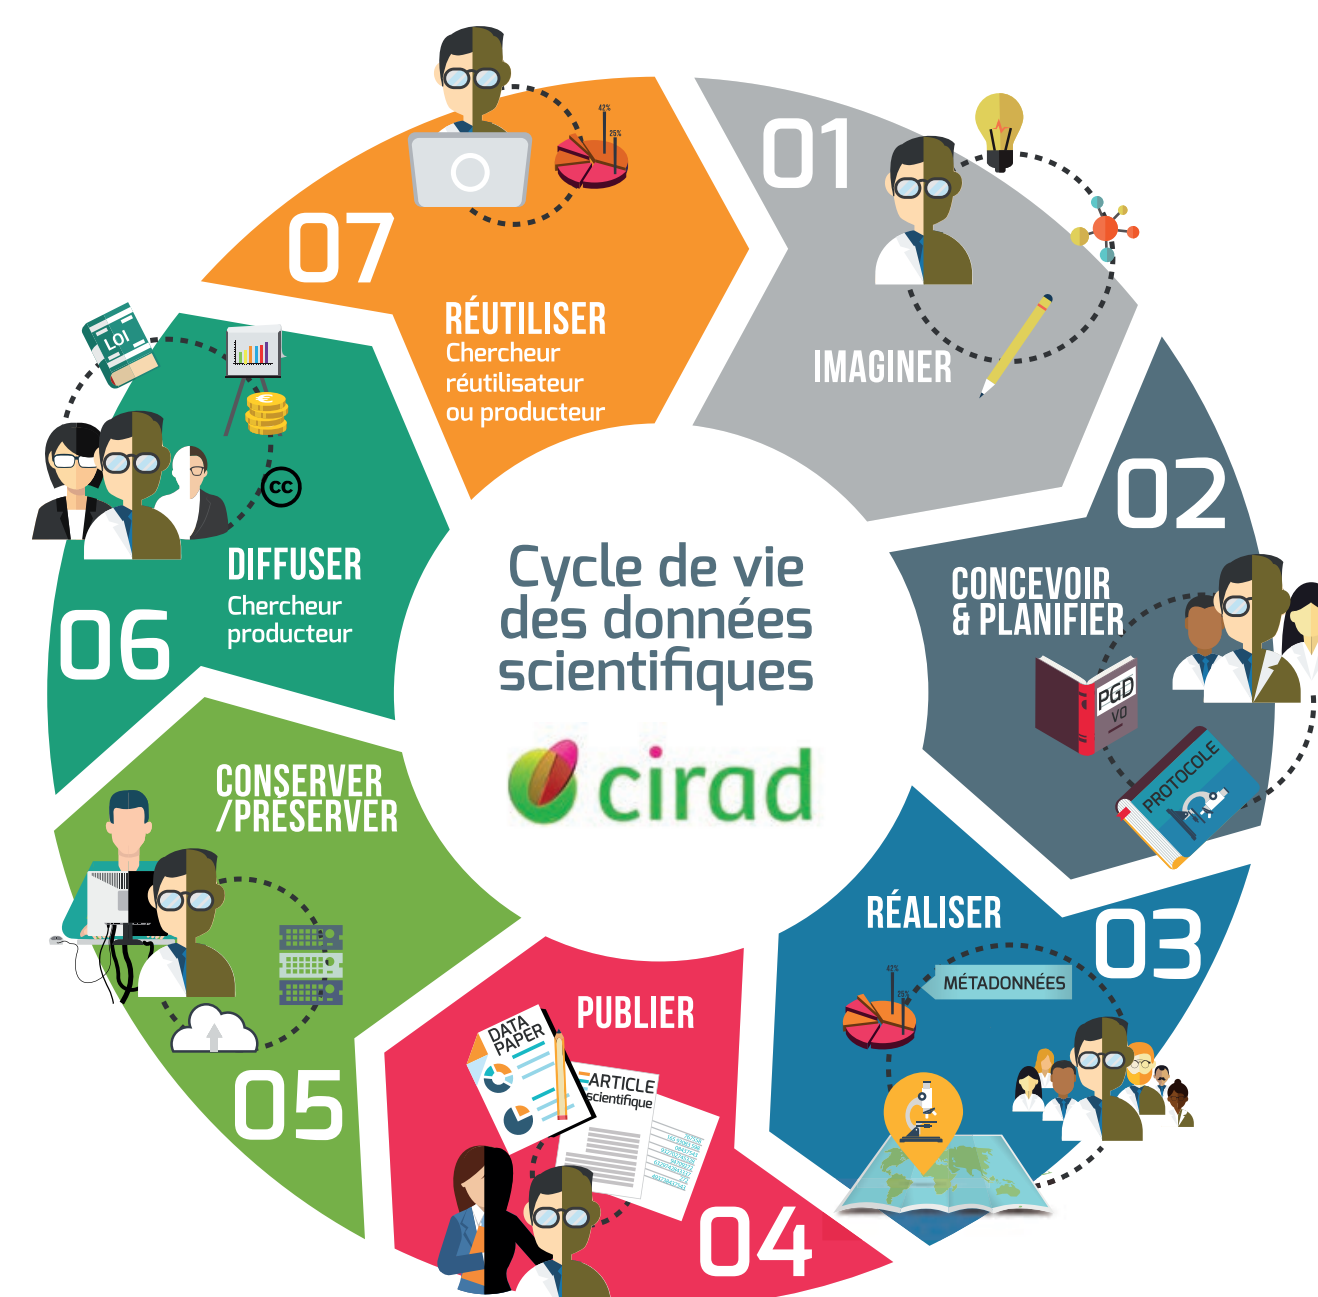 Cycle de vie
des données
scientifiques
cirad
01
IMAGINER
02
CONCEVOIR
& PLANIFIER
PGD
VO
PROTOCOLE
03
RÉALISER
MÉTADONNÉES
42%
25%
04
PUBLIER
DATA
PAPER
ARTICLE
scientifique
05
CONSERVER
/PRÉSERVER
06
DIFFUSER
Chercheur
producteur
LOI
€
cc
07
RÉUTILISER
Chercheur
réutilisateur
ou producteur
42%
25%